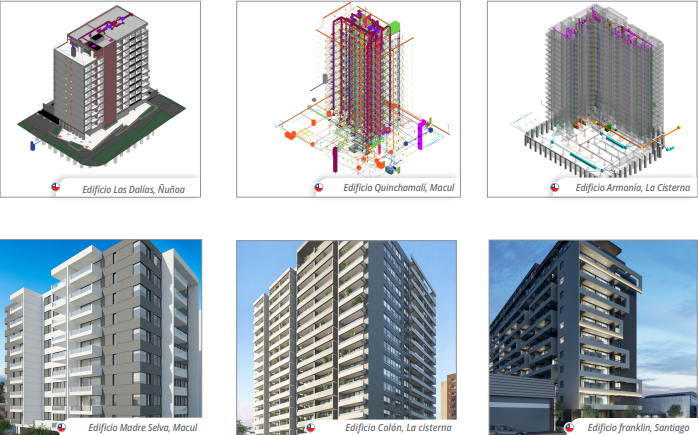 Edificio Las Dalías, Ñuñoa
Edificio Quinchamalí, Macul
Edificio Armonía, La Cisterna
Edificio Madre Selva, Macul
Edificio Colón, La cisterna
Edificio franklin, Santiago